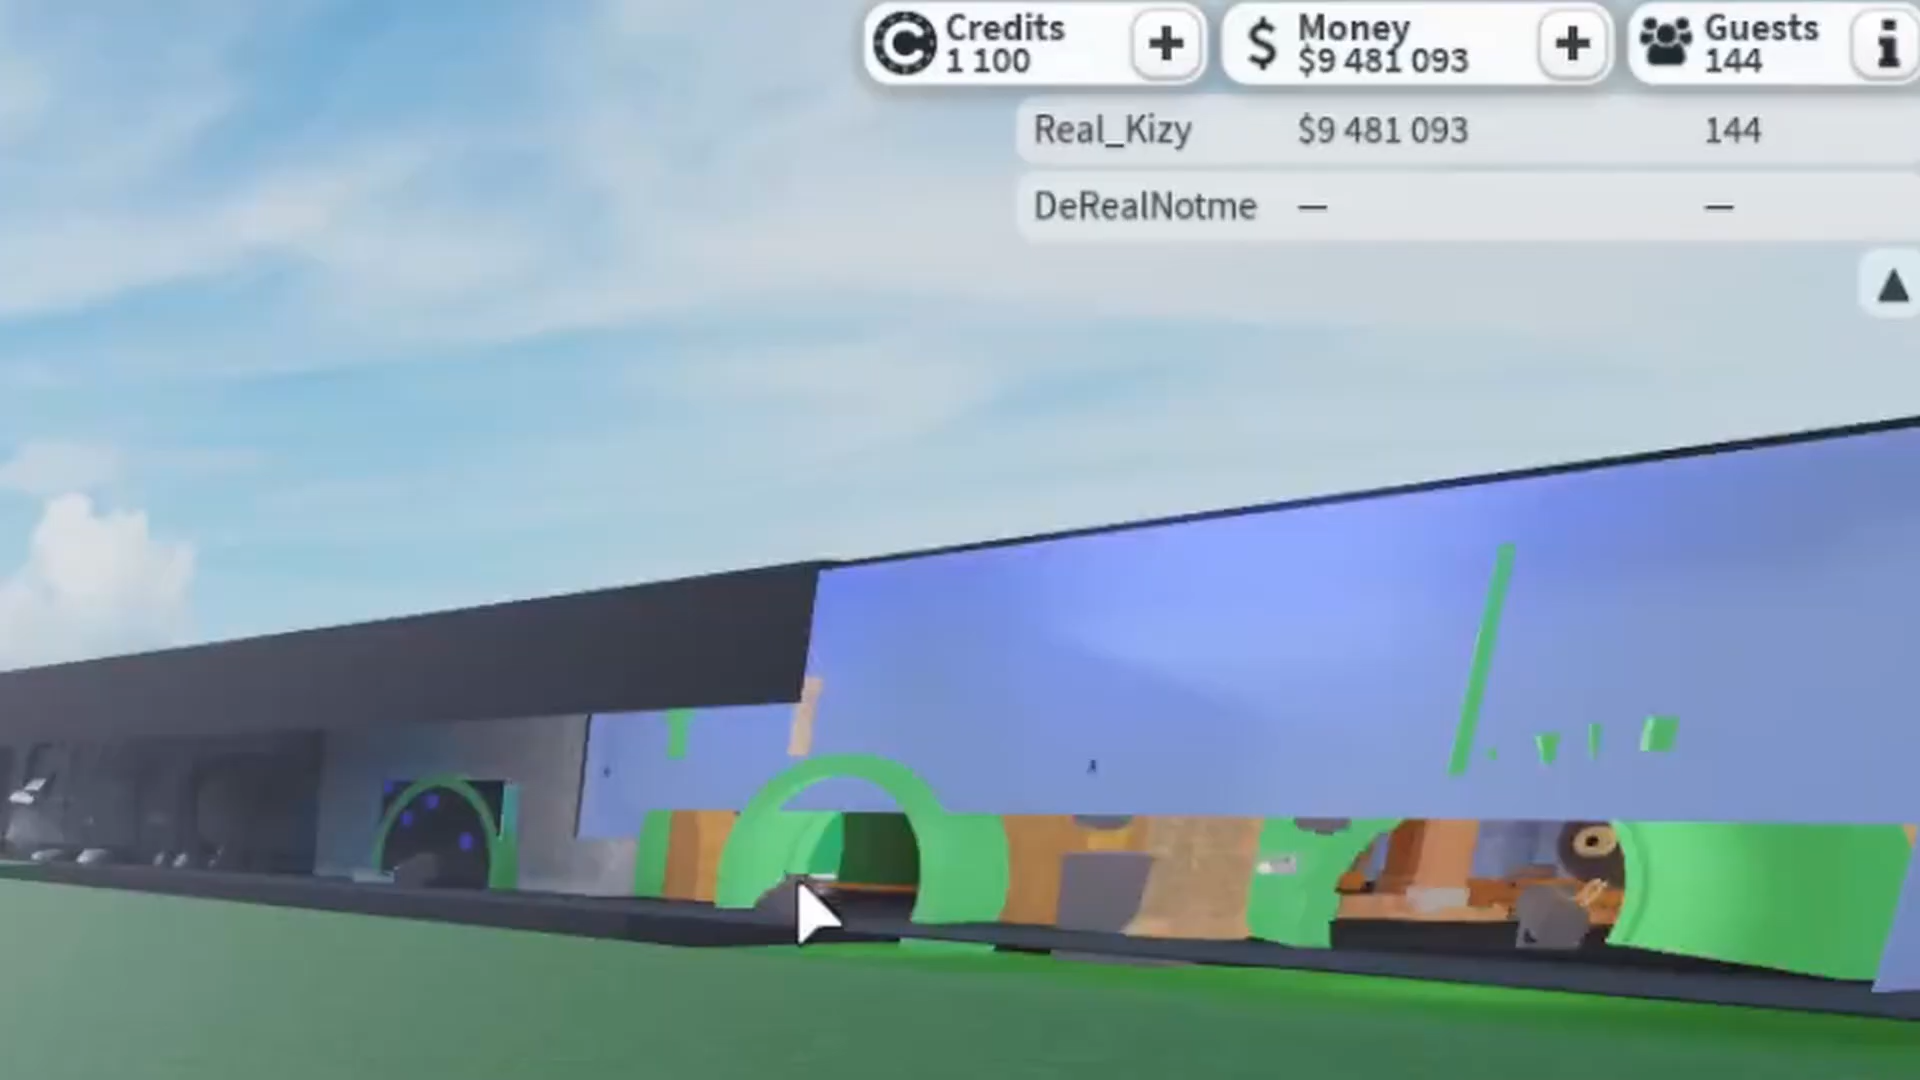 Credits
1 100
Money
$9 481 093
Guests
144
Real_Kizy $9 481 093 144
DeRealNotme — —